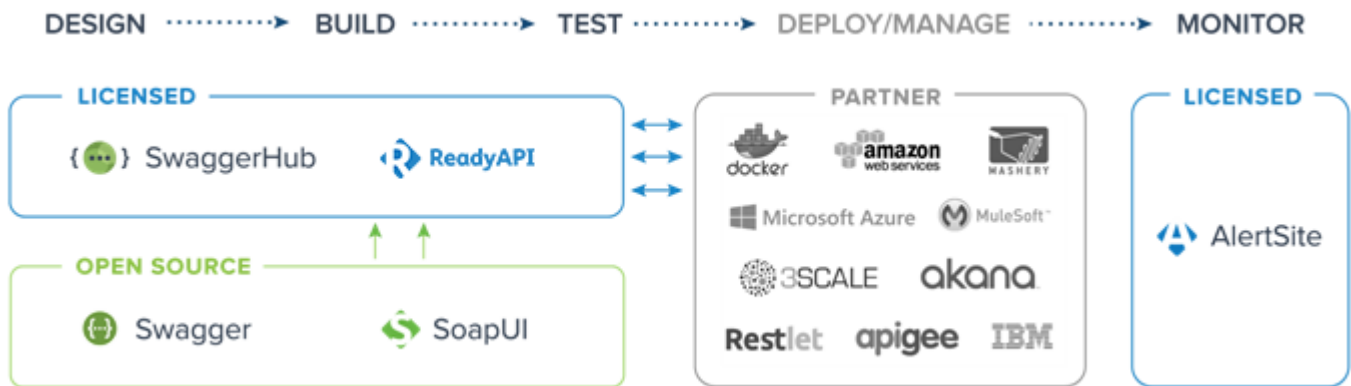 DESIGN BUILD TEST DEPLOY/MANAGE MONITOR
LICENSED
{•••} SwaggerHub ReadyAPI
OPEN SOURCE
{··} Swagger SoapUI
PARTNER
docker amazon web services MASHERY
Microsoft Azure MuleSoft™
3SCALE akana
Restlet apigee IBM
LICENSED
AlertSite